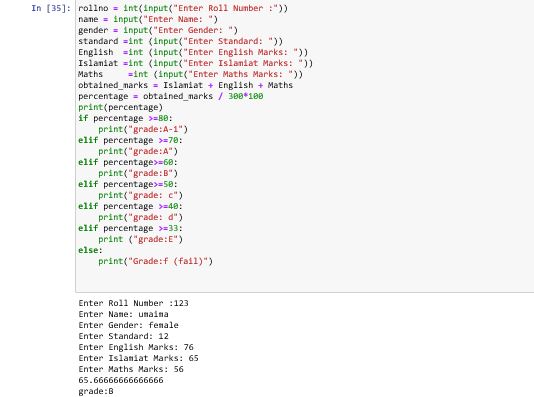 In [35]: rollno = int(input("Enter Roll Number :"))
name = input("Enter Name: ")
gender = input("Enter Gender: ")
standard =int (input("Enter Standard: "))
English  =int (input("Enter English Marks: "))
Islamiat =int (input("Enter Islamiat Marks: "))
Maths     =int (input("Enter Maths Marks: "))
obtained_marks = Islamiat + English + Maths
percentage = obtained_marks / 300*100
print(percentage)
if percentage >=80:
    print("grade:A-1")
elif percentage >=70:
    print("grade:A")
elif percentage>=60:
    print("grade:B")
elif percentage>=50:
    print("grade: c")
elif percentage >=40:
    print("grade: d")
elif percentage >=33:
    print ("grade:E")
else:
    print("Grade:f (fail)")
Enter Roll Number :123
Enter Name: umaima
Enter Gender: female
Enter Standard: 12
Enter English Marks: 76
Enter Islamiat Marks: 65
Enter Maths Marks: 56
65.66666666666666
grade:B